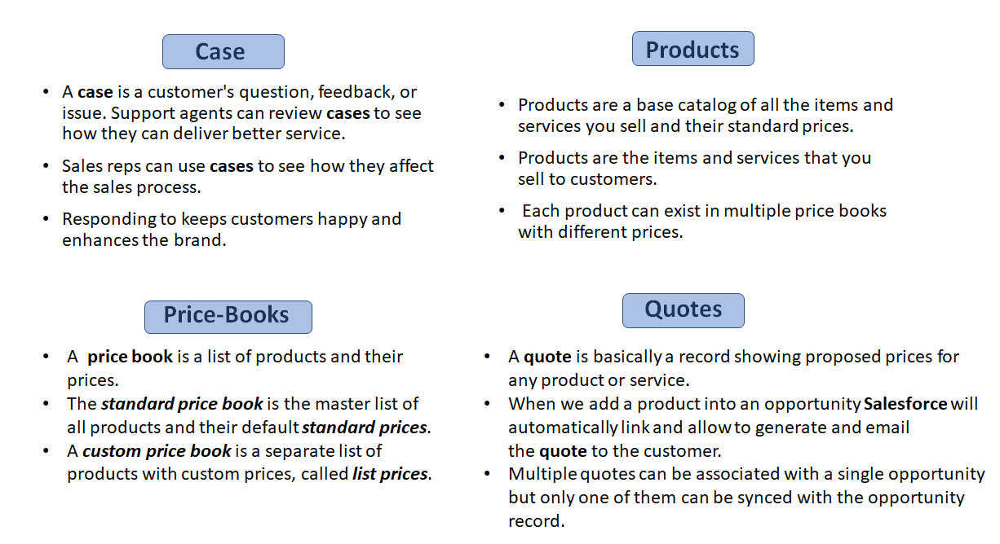 Case
• A case is a customer's question, feedback, or
issue. Support agents can review cases to see
how they can deliver better service.
• Sales reps can use cases to see how they affect
the sales process.
• Responding to keeps customers happy and
enhances the brand.
Products
• Products are a base catalog of all the items and
services you sell and their standard prices.
• Products are the items and services that you
sell to customers.
• Each product can exist in multiple price books
with different prices.
Price-Books
• A price book is a list of products and their
prices.
• The standard price book is the master list of
all products and their default standard prices.
• A custom price book is a separate list of
products with custom prices, called list prices.
Quotes
• A quote is basically a record showing proposed prices for
any product or service.
• When we add a product into an opportunity Salesforce will
automatically link and allow to generate and email
the quote to the customer.
• Multiple quotes can be associated with a single opportunity
but only one of them can be synced with the opportunity
record.